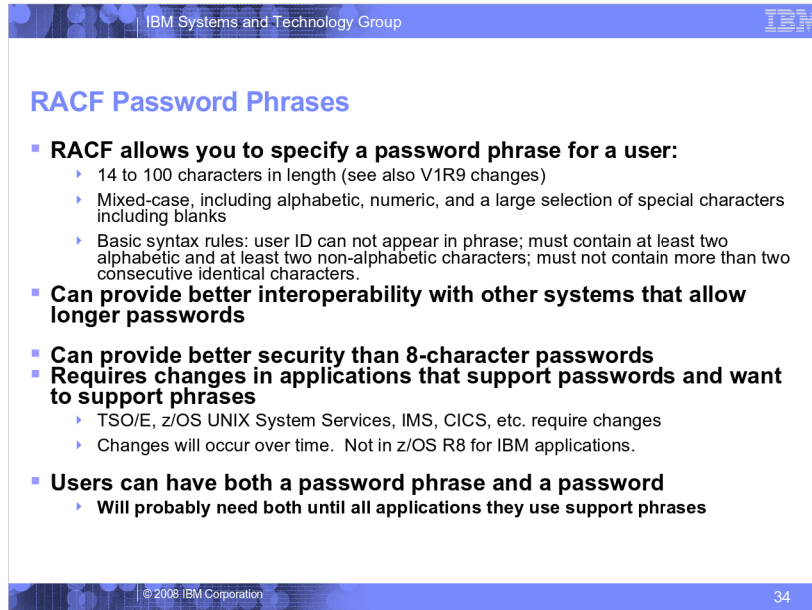 IBM Systems and Technology Group
IBM
RACF Password Phrases
RACF allows you to specify a password phrase for a user:
14 to 100 characters in length (see also V1R9 changes)
Mixed-case, including alphabetic, numeric, and a large selection of special characters
including blanks
Basic syntax rules: user ID can not appear in phrase; must contain at least two
alphabetic and at least two non-alphabetic characters; must not contain more than two
consecutive identical characters.
Can provide better interoperability with other systems that allow
longer passwords
Can provide better security than 8-character passwords
Requires changes in applications that support passwords and want
to support phrases
TSO/E, z/OS UNIX System Services, IMS, CICS, etc. require changes
Changes will occur over time.  Not in z/OS R8 for IBM applications.
Users can have both a password phrase and a password
Will probably need both until all applications they use support phrases
© 2008 IBM Corporation
34